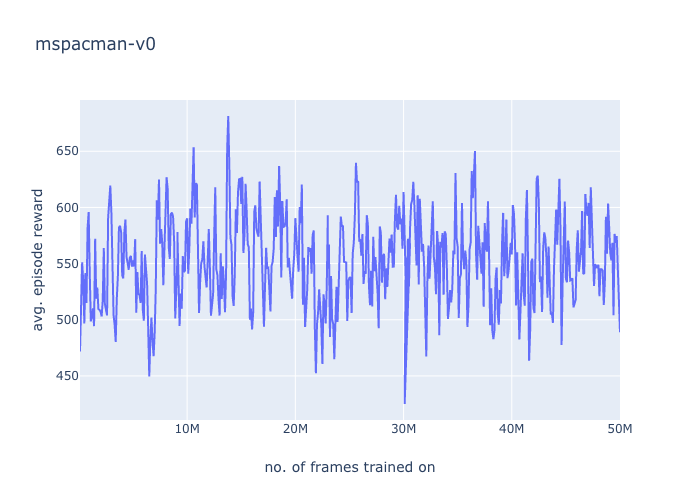 mspacman-v0
avg. episode reward
650
600
550
500
450
10M 20M 30M 40M 50M
no. of frames trained on